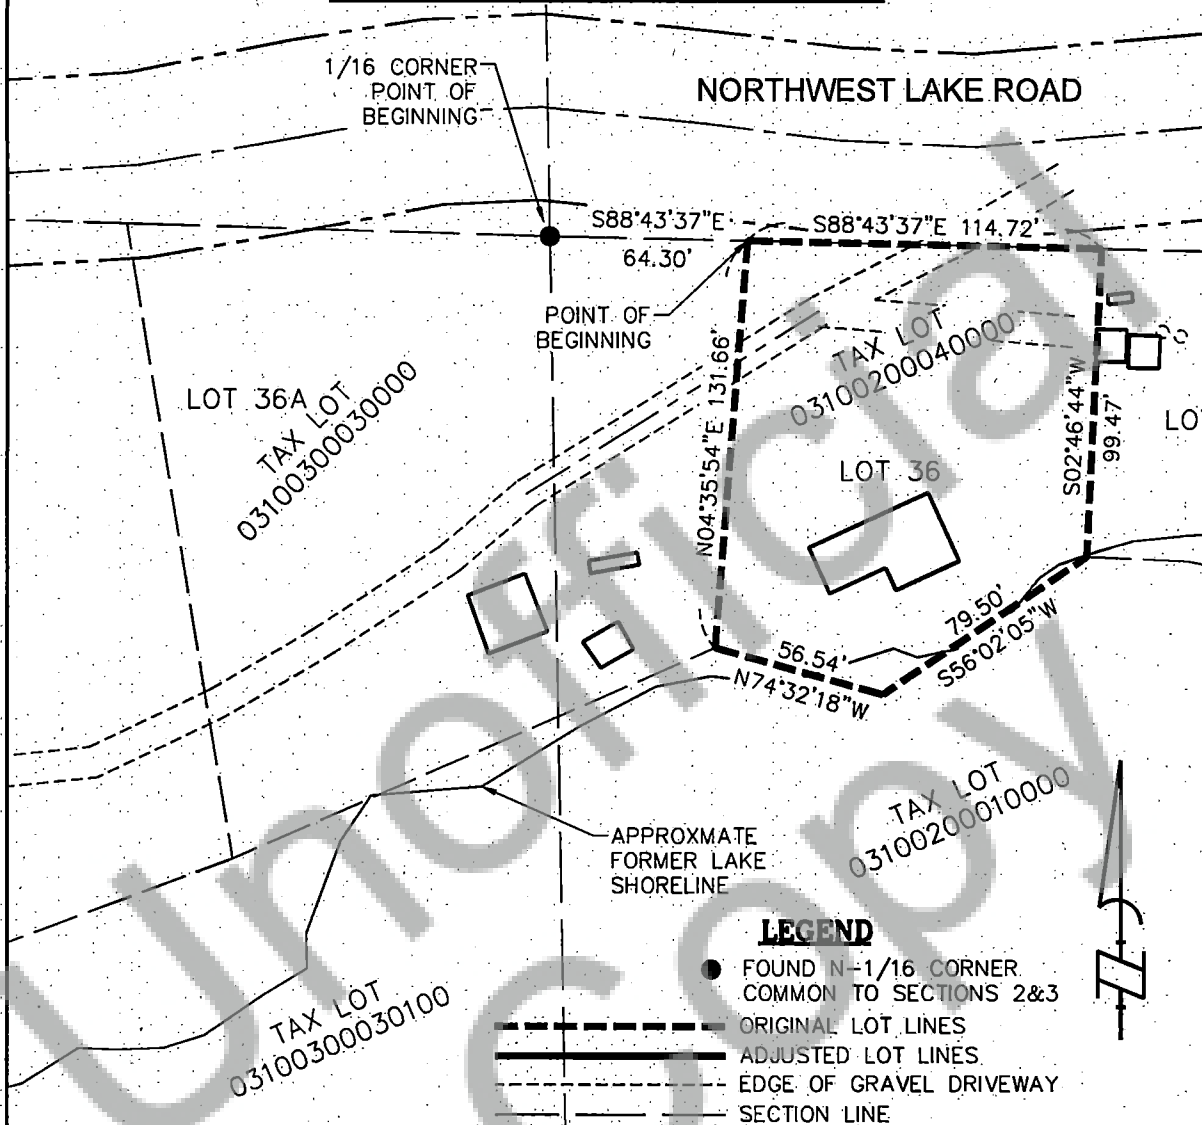 1/16 CORNER
POINT OF
BEGINNING
NORTHWEST LAKE ROAD
S88°43'37"E
64.30'
S88°43'37"E 114.72'
POINT OF
BEGINNING
LOT 36A
TAX LOT
03100300030000
TAX LOT
03100200040000
N04°35'54"E 131.66'
S02°46'44"W
99.47'
LO
LOT 36
56.54'
N74°32'18"W
79.50'
S56°02'05"W
TAX LOT
03100200010000
APPROXMATE
FORMER LAKE
SHORELINE
TAX LOT
03100300030100
LEGEND
FOUND N-1/16 CORNER
COMMON TO SECTIONS 2&3
ORIGINAL LOT LINES
ADJUSTED LOT LINES
EDGE OF GRAVEL DRIVEWAY
SECTION LINE
Z
Unofficial
Copy